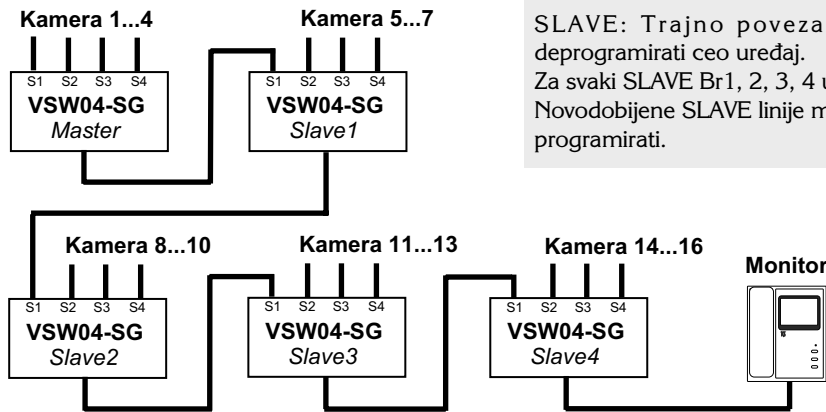 Kamera 1...4
Kamera 5...7
S1 S2 S3 S4
VSW04-SG
Master
S1 S2 S3 S4
VSW04-SG
Slave1
SLAVE: Trajno poveza
deprogramirati ceo uređaj.
Za svaki SLAVE Br1, 2, 3, 4 u
Novodobijene SLAVE linije m
programirati.
Kamera 8...10
Kamera 11...13
Kamera 14...16
Monitor
S1 S2 S3 S4
VSW04-SG
Slave2
S1 S2 S3 S4
VSW04-SG
Slave3
S1 S2 S3 S4
VSW04-SG
Slave4